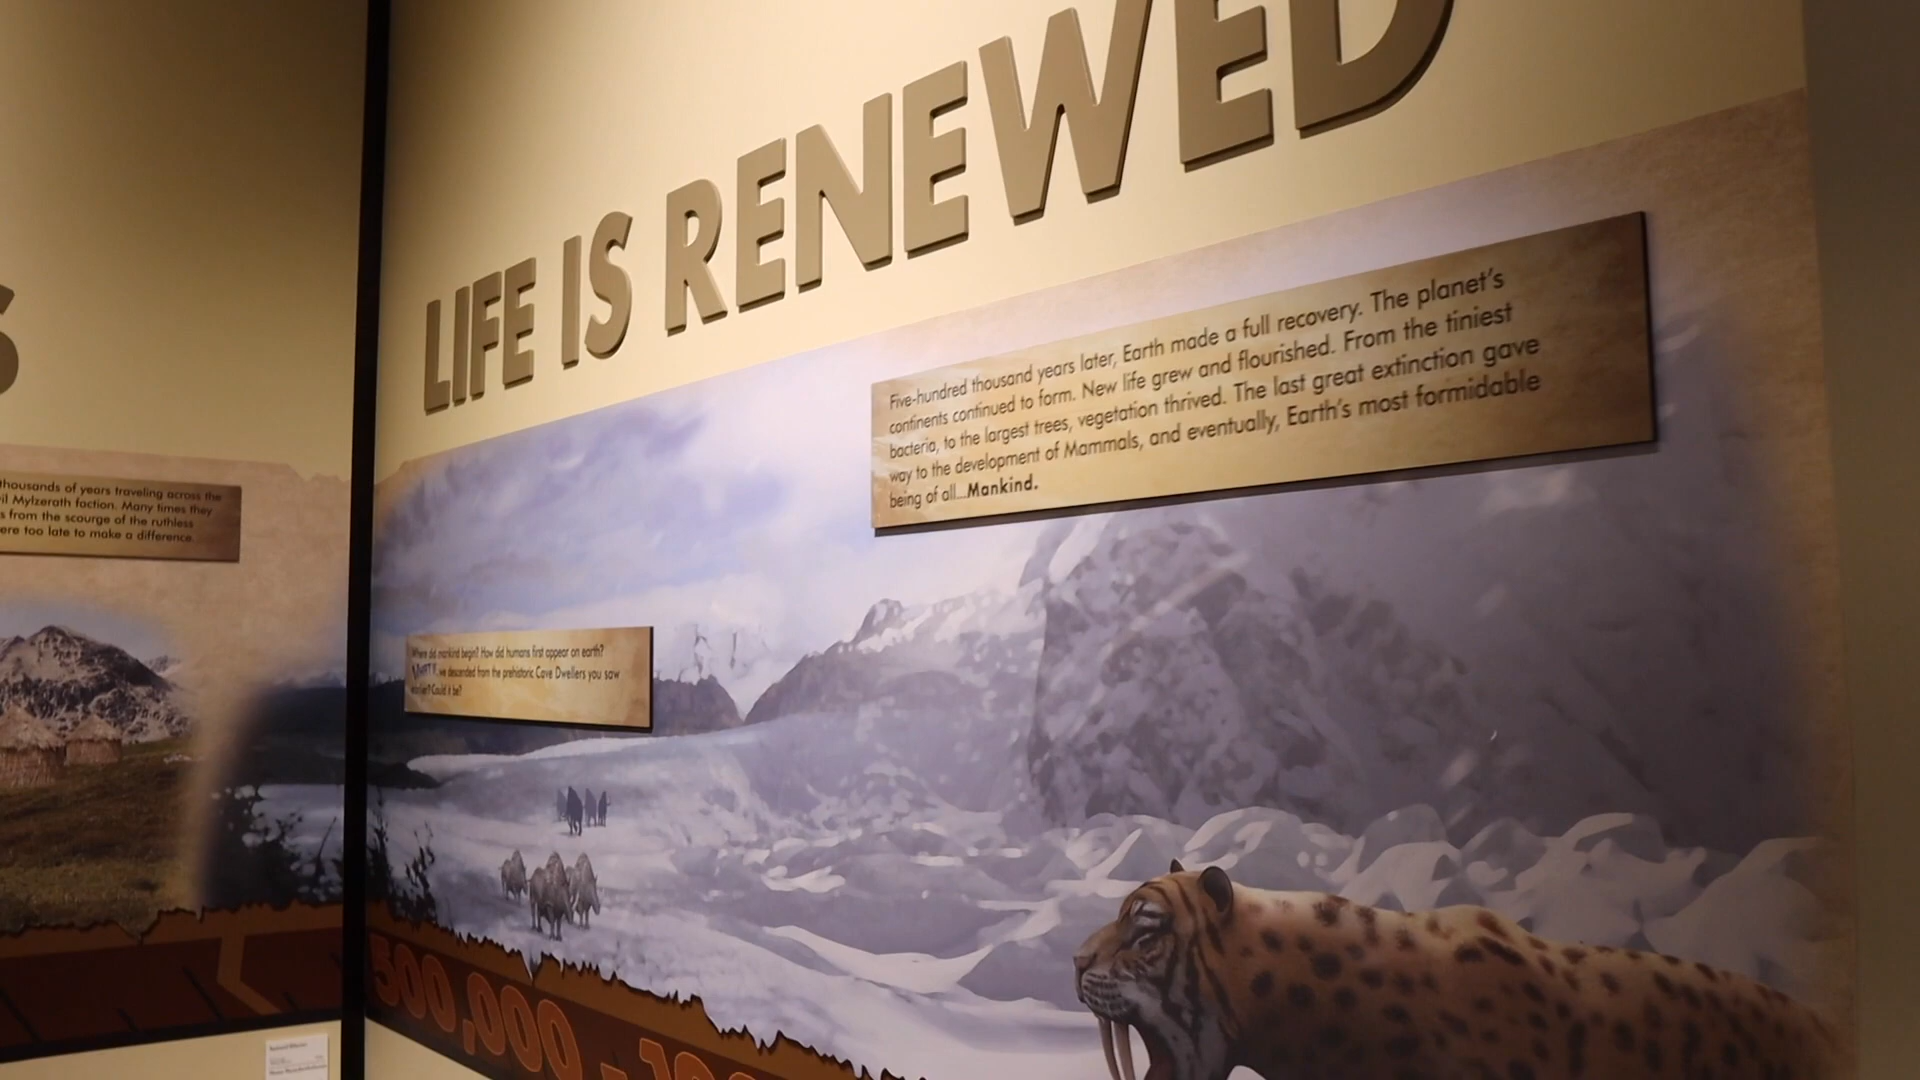 S
LIFE IS RENEWED
Five-hundred thousand years later, Earth made a full recovery. The planet's
continents continued to form. New life grew and flourished. From the tiniest
bacteria, to the largest trees, vegetation thrived. The last great extinction gave
way to the development of Mammals, and eventually, Earth's most formidable
being of all...Mankind.
thousands of years traveling across the
il Mylzerath faction. Many times they
s from the scourge of the ruthless
ere too late to make a difference.
Where did mankind begin? How did humans first appear on earth?
we descended from the prehistoric Cave Dwellers you saw
Could it be?
500,000 - 10